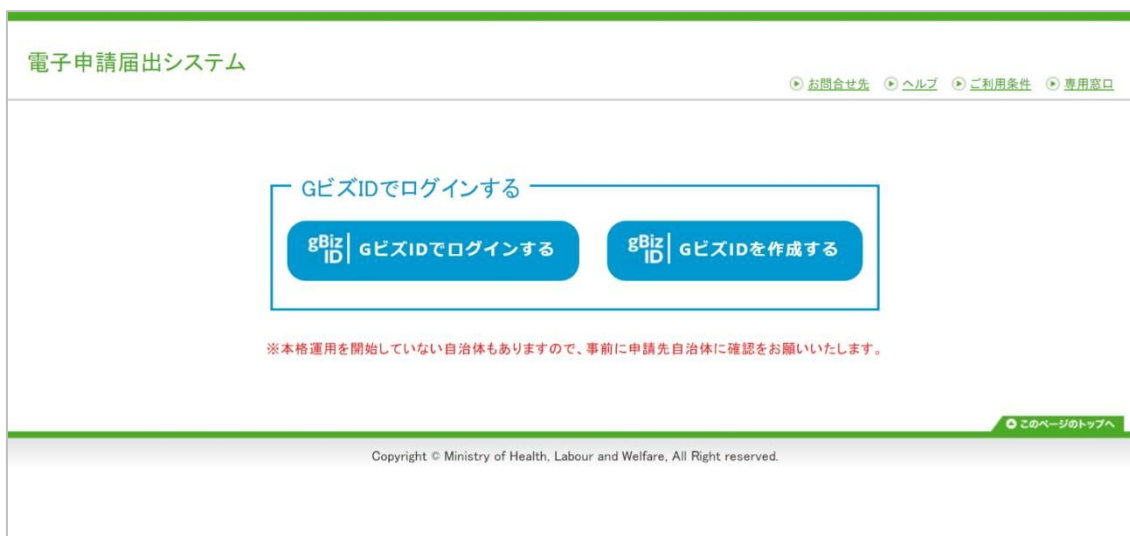 電子申請届出システム
お問合せ先 ヘルプ ご利用条件 専用窓口
GビズIDでログインする
gBiz ID GビズIDでログインする gBiz ID GビズIDを作成する
※本格運用を開始していない自治体もありますので、事前に申請先自治体に確認をお願いいたします。
このページのトップへ
Copyright © Ministry of Health, Labour and Welfare, All Right reserved.